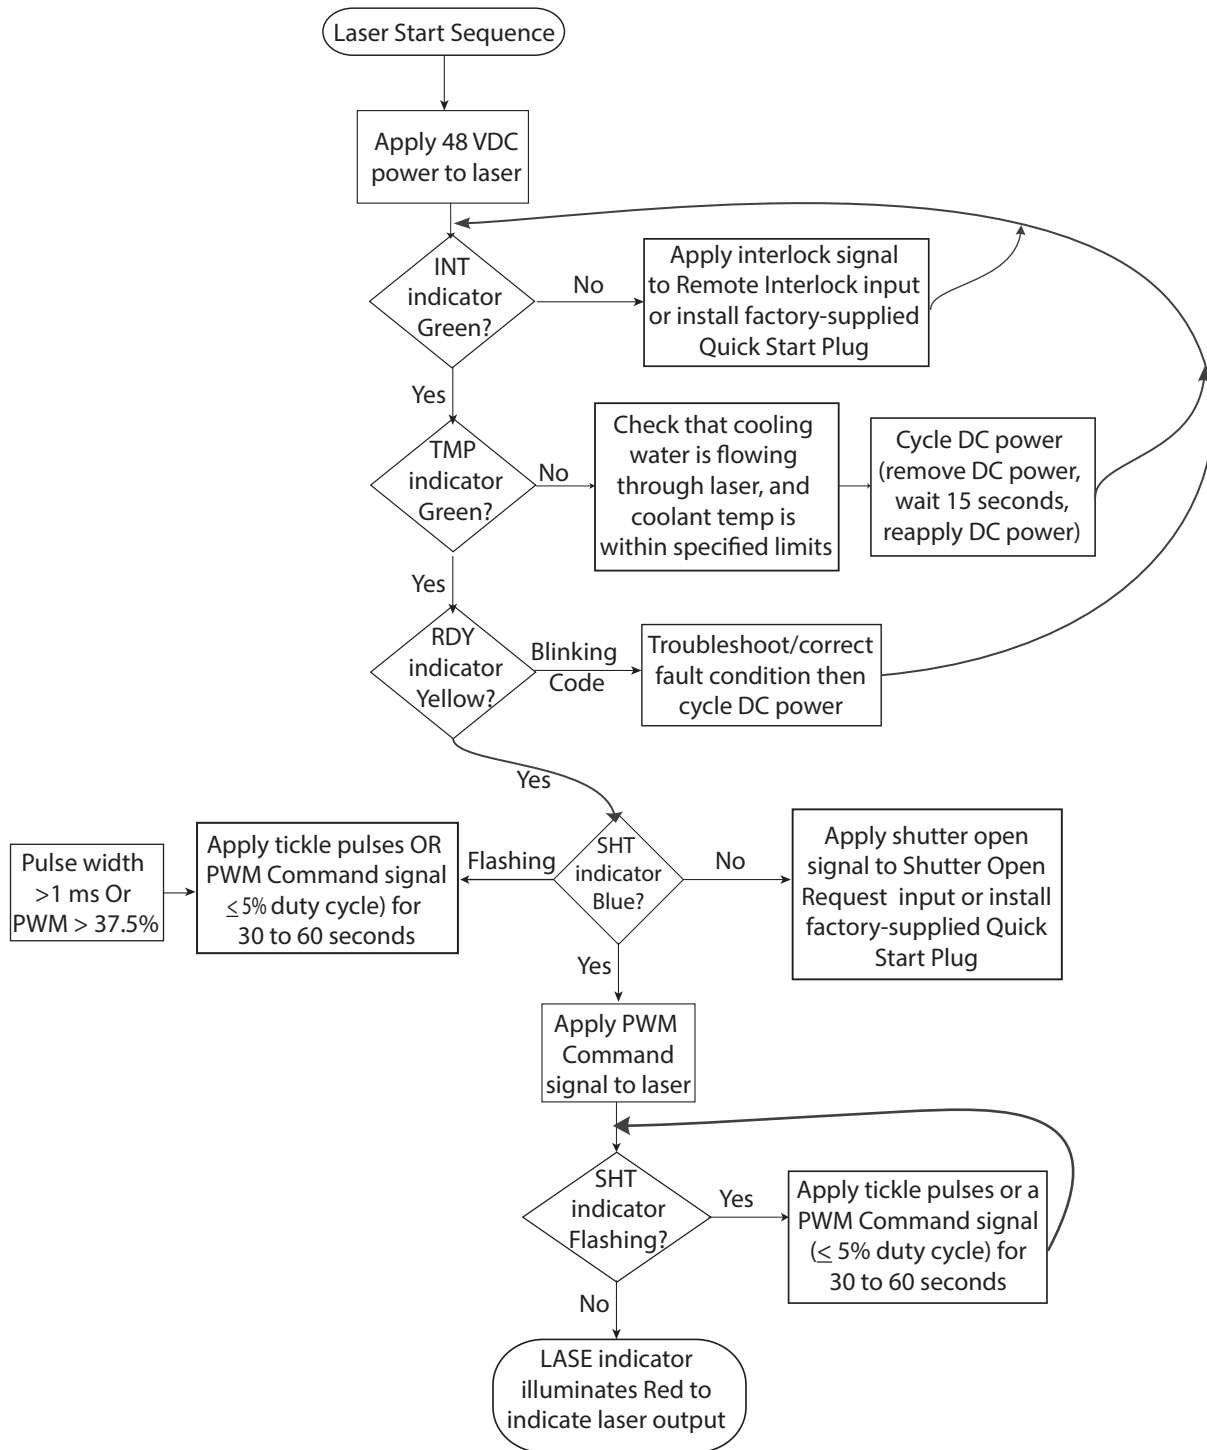 Laser Start Sequence
Apply 48 VDC
power to laser
INT
indicator
Green?
No
Apply interlock signal
to Remote Interlock input
or install factory-supplied
Quick Start Plug
Yes
TMP
indicator
Green?
No
Check that cooling
water is flowing
through laser, and
coolant temp is
within specified limits
Cycle DC power
(remove DC power,
wait 15 seconds,
reapply DC power)
Yes
RDY
indicator
Yellow?
Blinking
Code
Troubleshoot/correct
fault condition then
cycle DC power
Yes
Pulse width
>1 ms Or
PWM > 37.5%
Apply tickle pulses OR
PWM Command signal
≤ 5% duty cycle) for
30 to 60 seconds
Flashing
SHT
indicator
Blue?
No
Apply shutter open
signal to Shutter Open
Request input or install
factory-supplied Quick
Start Plug
Yes
Apply PWM
Command
signal to laser
SHT
indicator
Flashing?
Yes
Apply tickle pulses or a
PWM Command signal
(≤ 5% duty cycle) for
30 to 60 seconds
No
LASE indicator
illuminates Red to
indicate laser output